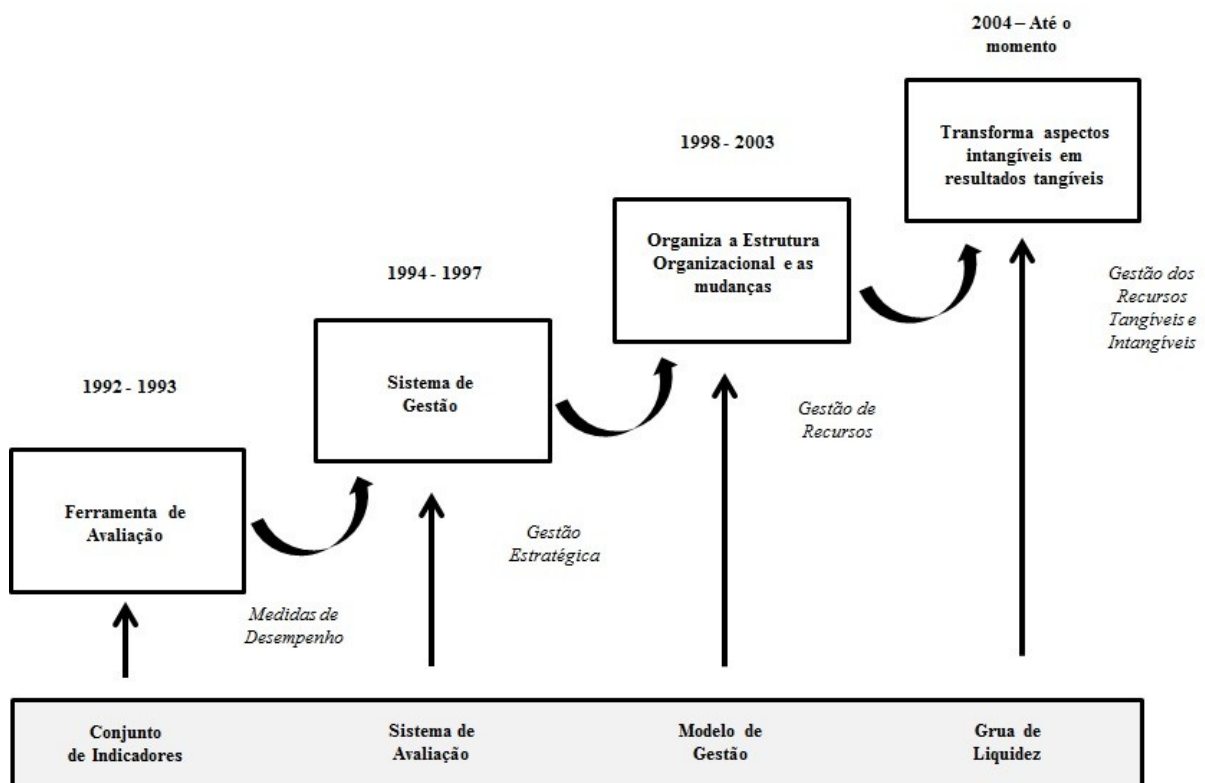 2004 – Até o
momento
Transforma aspectos
intangíveis em
resultados tangíveis
1998 - 2003
Organiza a Estrutura
Organizacional e as
mudanças
Gestão dos
Recursos
Tangíveis e
Intangíveis
1994 - 1997
Sistema de
Gestão
Gestão de
Recursos
1992 - 1993
Ferramenta de
Avaliação
Gestão
Estratégica
Medidas de
Desempenho
Conjunto
de Indicadores
Sistema de
Avaliação
Modelo de
Gestão
Grua de
Liquidez